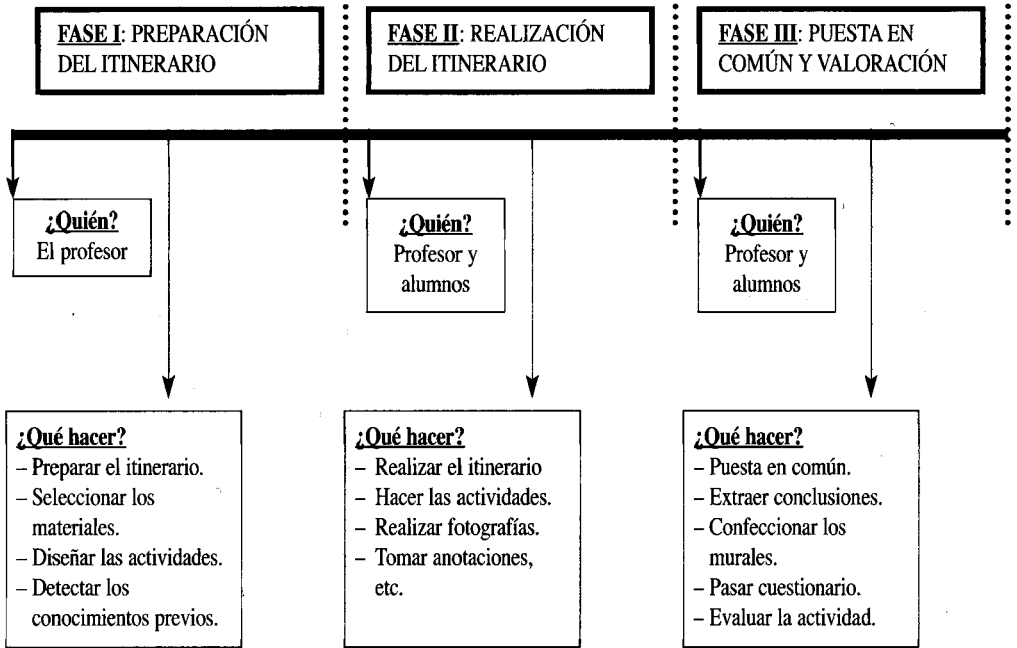 FASE I: PREPARACIÓN
DEL ITINERARIO
FASE II: REALIZACIÓN
DEL ITINERARIO
FASE III: PUESTA EN
COMÚN Y VALORACIÓN
¿Quién?
El profesor
¿Quién?
Profesor y
alumnos
¿Quién?
Profesor y
alumnos
¿Qué hacer?
– Preparar el itinerario.
– Seleccionar los
materiales.
– Diseñar las actividades.
– Detectar los
conocimientos previos.
¿Qué hacer?
– Realizar el itinerario
– Hacer las actividades.
– Realizar fotografías.
– Tomar anotaciones,
etc.
¿Qué hacer?
– Puesta en común.
– Extraer conclusiones.
– Confeccionar los
murales.
– Pasar cuestionario.
– Evaluar la actividad.